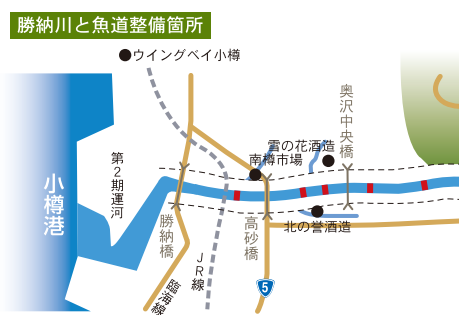 勝納川と魚道整備箇所
ウイングベイ小樽
奥沢中央橋
雪の花酒造
南樽市場
第2期運河
小樽港
勝納橋
高砂橋
北の誉酒造
JR線
臨海線
5